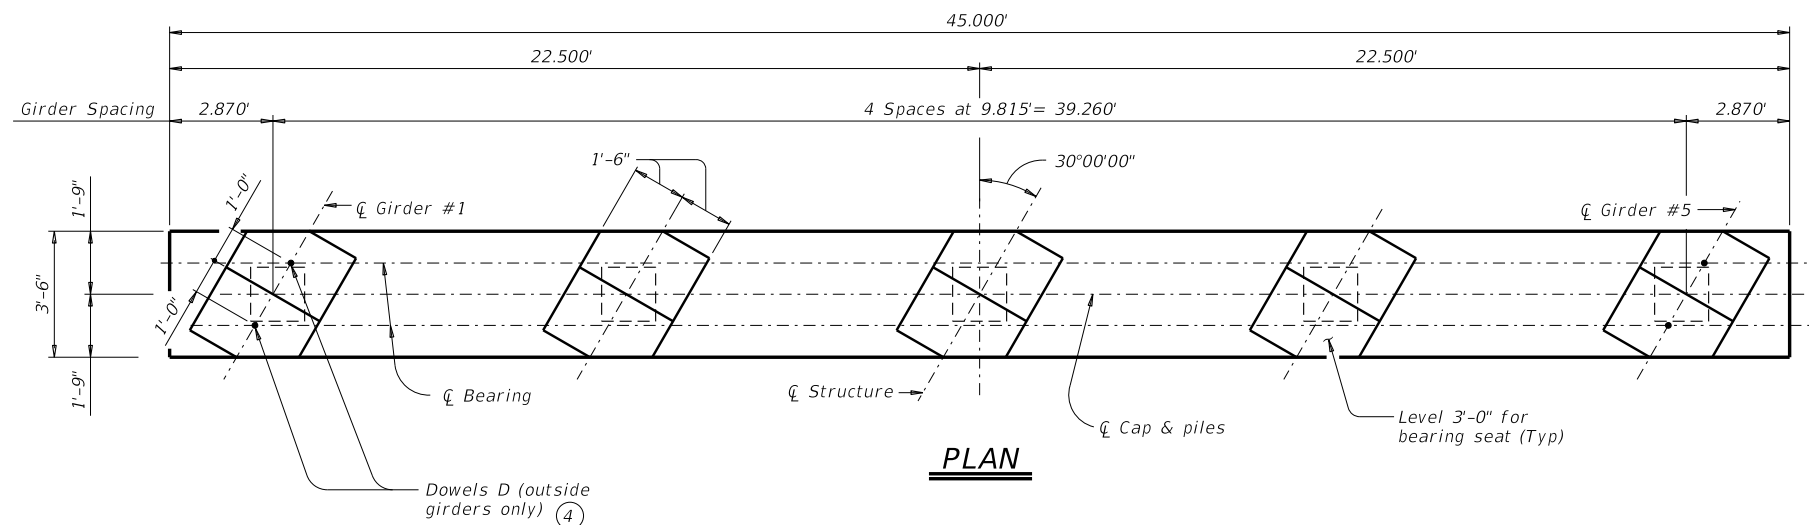 45.000'
22.500'
22.500'
Girder Spacing
2.870'
4 Spaces at 9.815'= 39.260'
2.870'
1'-6"
30°00'00"
1'-9"
1'-0"
℄ Girder #1
℄ Girder #5
3'-6"
1'-0"
1'-9"
℄ Bearing
℄ Structure
℄ Cap & piles
Level 3'-0" for
bearing seat (Typ)
PLAN
Dowels D (outside
girders only) 4